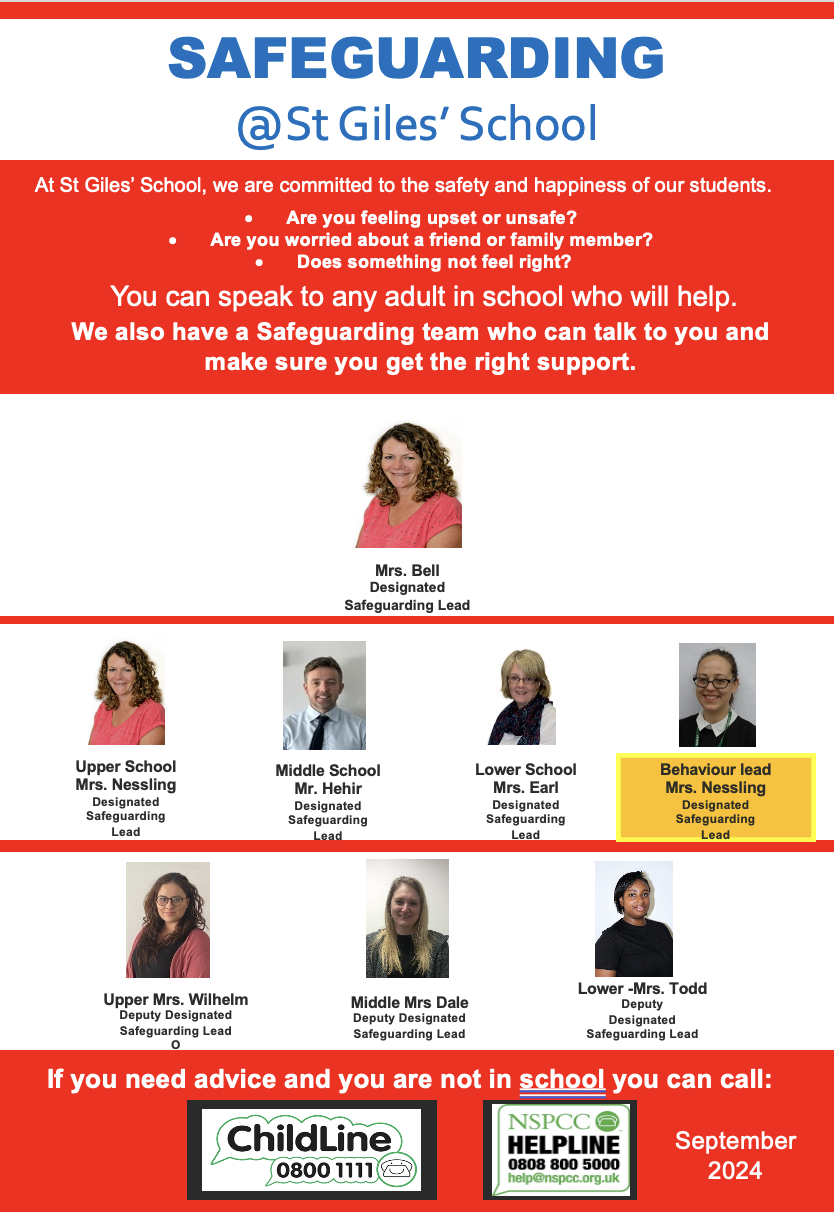 SAFEGUARDING
@St Giles’ School
At St Giles’ School, we are committed to the safety and happiness of our students.
• Are you feeling upset or unsafe?
• Are you worried about a friend or family member?
• Does something not feel right?
You can speak to any adult in school who will help.
We also have a Safeguarding team who can talk to you and
make sure you get the right support.
Mrs. Bell
Designated
Safeguarding Lead
Upper School
Mrs. Nessling
Designated
Safeguarding
Lead
Middle School
Mr. Hehir
Designated
Safeguarding
Lead
Lower School
Mrs. Earl
Designated
Safeguarding
Lead
Behaviour lead
Mrs. Nessling
Designated
Safeguarding
Lead
Upper Mrs. Wilhelm
Deputy Designated
Safeguarding Lead
O
Middle Mrs Dale
Deputy Designated
Safeguarding Lead
Lower -Mrs. Todd
Deputy
Designated
Safeguarding Lead
If you need advice and you are not in school you can call:
ChildLine
0800 1111
NSPCC
HELPLINE
0808 800 5000
help@nspcc.org.uk
September
2024